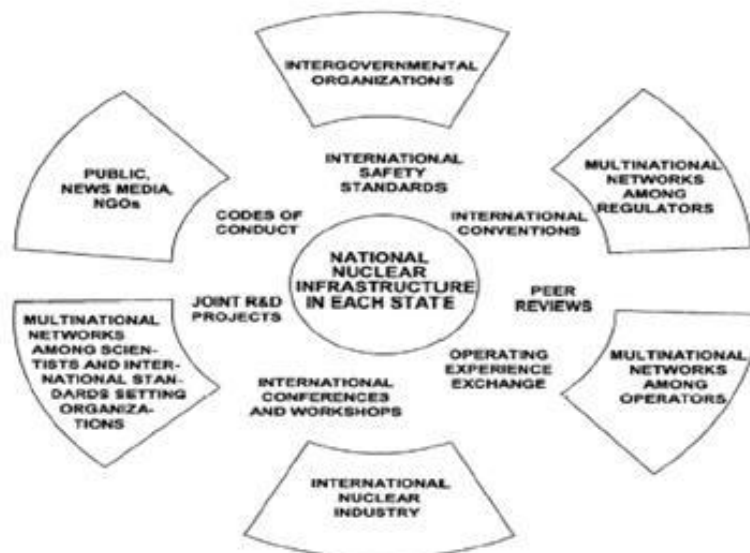 INTERGOVERNMENTAL
ORGANIZATIONS
PUBLIC,
NEWS MEDIA,
NGOs
INTERNATIONAL
SAFETY
STANDARDS
MULTINATIONAL
NETWORKS
AMONG
REGULATORS
CODES OF
CONDUCT
INTERNATIONAL
CONVENTIONS
NATIONAL
NUCLEAR
INFRASTRUCTURE
IN EACH STATE
JOINT R&D
PROJECTS
PEER
REVIEWS
MULTINATIONAL
NETWORKS
AMONG SCIEN-
TISTS AND INTER-
NATIONAL STAN-
DARDS SETTING
ORGANIZA-
TIONS
OPERATING
EXPERIENCE
EXCHANGE
MULTINATIONAL
NETWORKS
AMONG
OPERATORS
INTERNATIONAL
CONFERENCES
AND WORKSHOPS
INTERNATIONAL
NUCLEAR
INDUSTRY